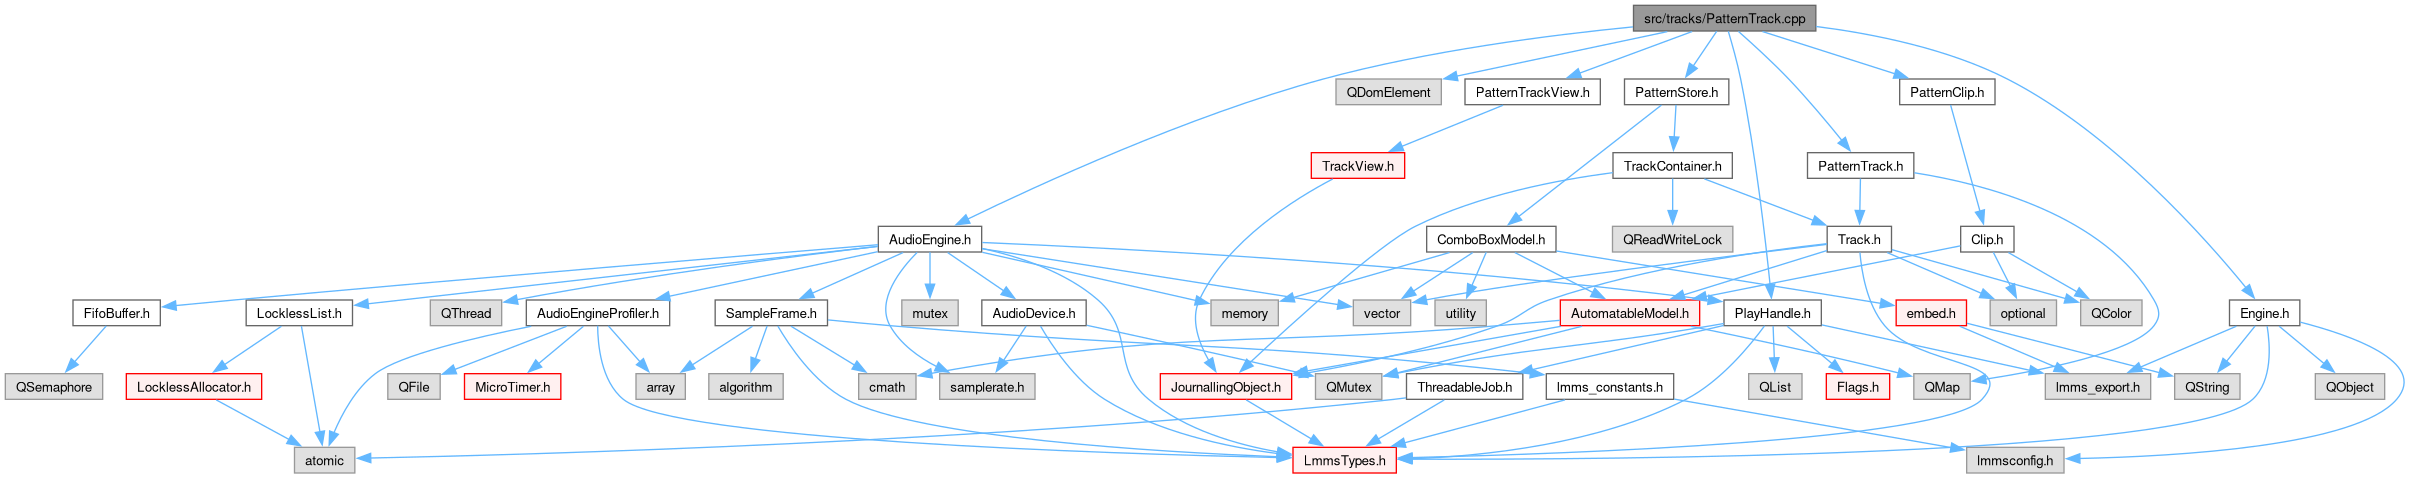 src/tracks/PatternTrack.cpp
QDomElement
PatternTrackView.h
PatternStore.h
PatternClip.h
TrackView.h
TrackContainer.h
PatternTrack.h
AudioEngine.h
ComboBoxModel.h
QReadWriteLock
Track.h
Clip.h
FifoBuffer.h
LocklessList.h
QThread
AudioEngineProfiler.h
SampleFrame.h
mutex
AudioDevice.h
memory
vector
utility
AutomatableModel.h
PlayHandle.h
embed.h
optional
QColor
Engine.h
QSemaphore
LocklessAllocator.h
QFile
MicroTimer.h
array
algorithm
cmath
samplerate.h
JournallingObject.h
QMutex
ThreadableJob.h
lmms_constants.h
QList
Flags.h
QMap
lmms_export.h
QString
QObject
atomic
LmmsTypes.h
lmmsconfig.h